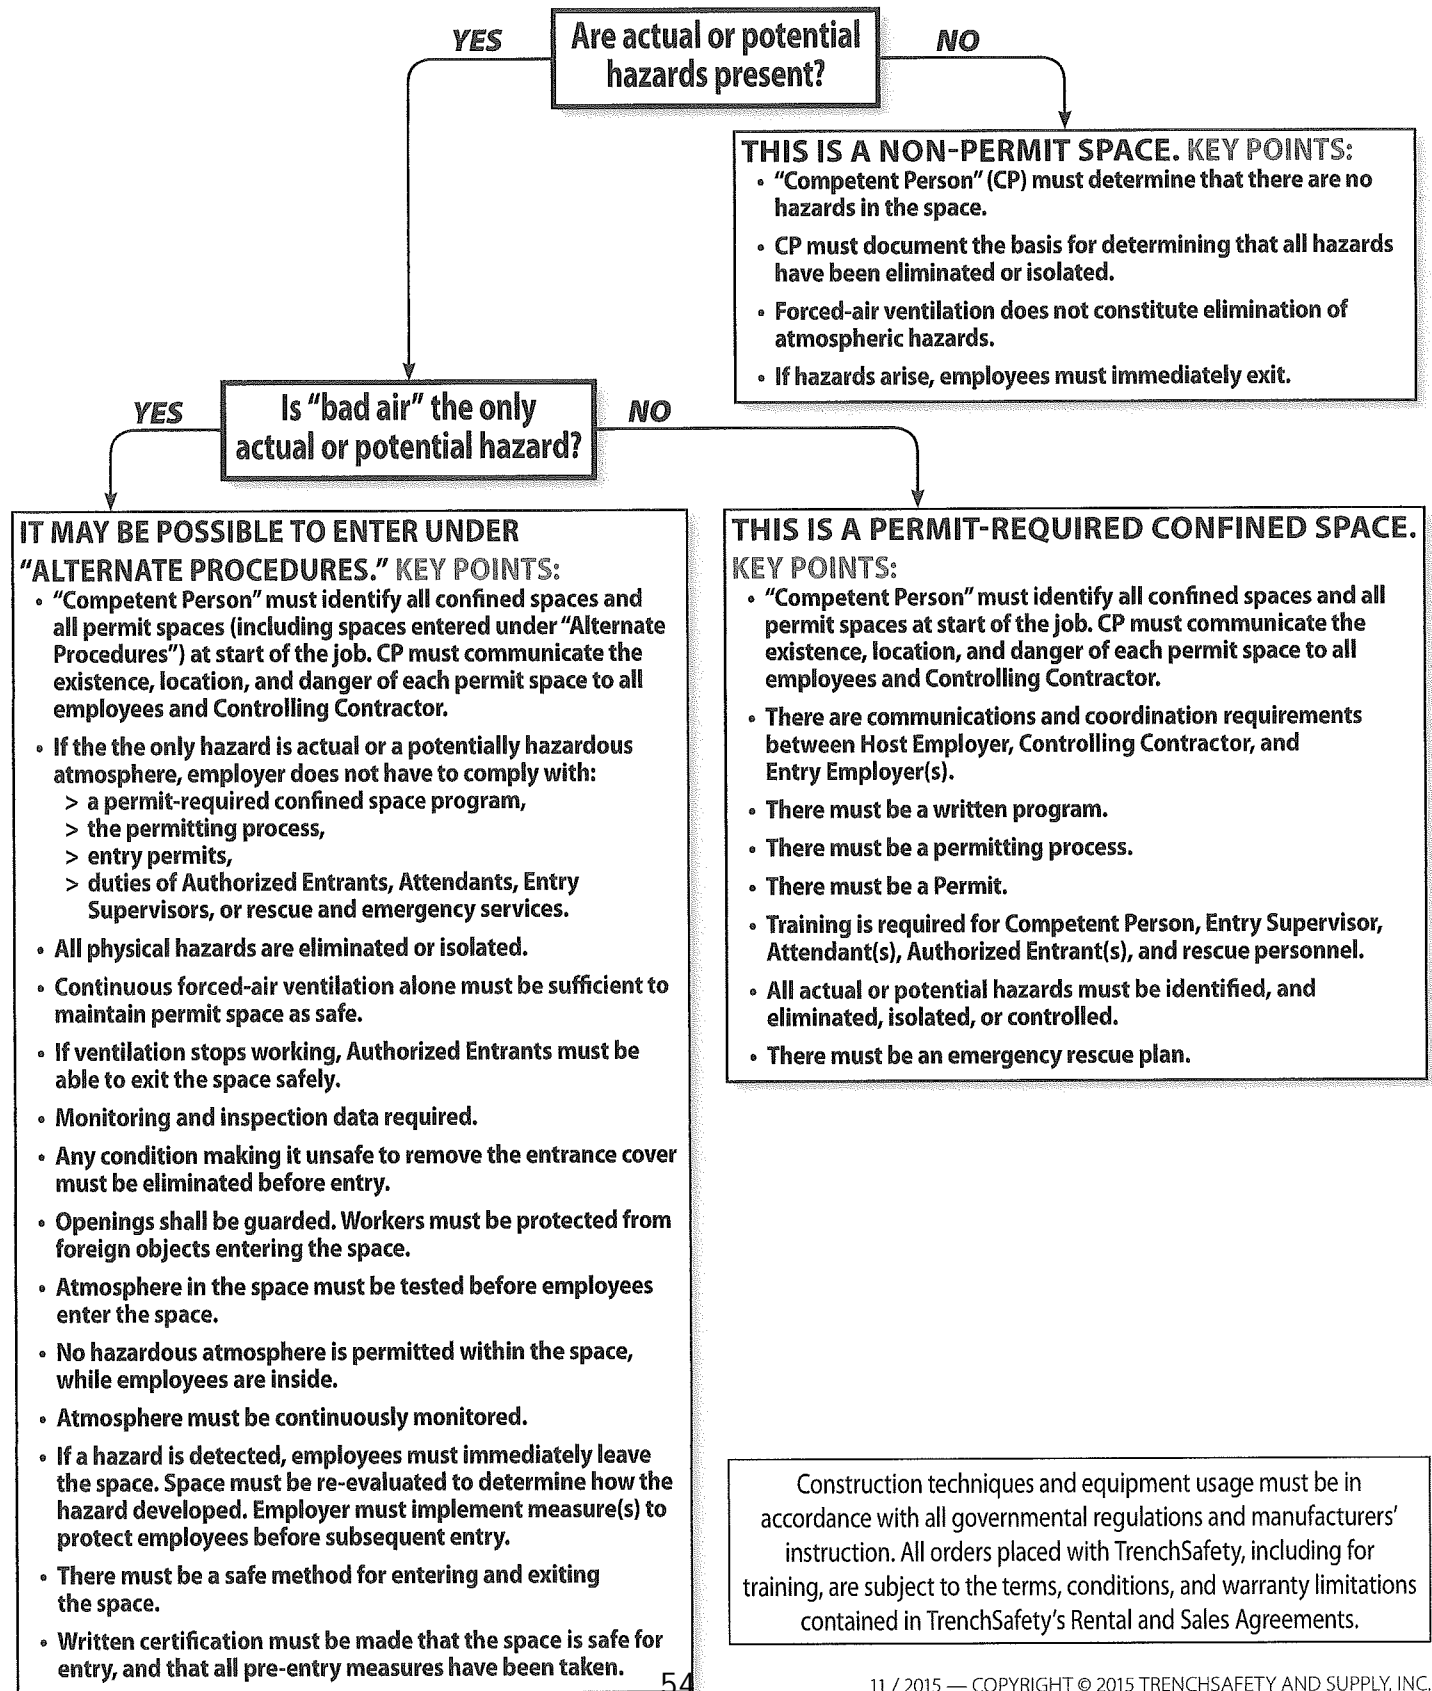 Are actual or potential
hazards present?
YES
NO
THIS IS A NON-PERMIT SPACE. KEY POINTS:
• "Competent Person" (CP) must determine that there are no
hazards in the space.
• CP must document the basis for determining that all hazards
have been eliminated or isolated.
• Forced-air ventilation does not constitute elimination of
atmospheric hazards.
• If hazards arise, employees must immediately exit.
Is "bad air" the only
actual or potential hazard?
YES
NO
IT MAY BE POSSIBLE TO ENTER UNDER
"ALTERNATE PROCEDURES." KEY POINTS:
• "Competent Person" must identify all confined spaces and
all permit spaces (including spaces entered under "Alternate
Procedures") at start of the job. CP must communicate the
existence, location, and danger of each permit space to all
employees and Controlling Contractor.
• If the the only hazard is actual or a potentially hazardous
atmosphere, employer does not have to comply with:
> a permit-required confined space program,
> the permitting process,
> entry permits,
> duties of Authorized Entrants, Attendants, Entry
Supervisors, or rescue and emergency services.
• All physical hazards are eliminated or isolated.
• Continuous forced-air ventilation alone must be sufficient to
maintain permit space as safe.
• If ventilation stops working, Authorized Entrants must be
able to exit the space safely.
• Monitoring and inspection data required.
• Any condition making it unsafe to remove the entrance cover
must be eliminated before entry.
• Openings shall be guarded. Workers must be protected from
foreign objects entering the space.
• Atmosphere in the space must be tested before employees
enter the space.
• No hazardous atmosphere is permitted within the space,
while employees are inside.
• Atmosphere must be continuously monitored.
• If a hazard is detected, employees must immediately leave
the space. Space must be re-evaluated to determine how the
hazard developed. Employer must implement measure(s) to
protect employees before subsequent entry.
• There must be a safe method for entering and exiting
the space.
• Written certification must be made that the space is safe for
entry, and that all pre-entry measures have been taken.
THIS IS A PERMIT-REQUIRED CONFINED SPACE.
KEY POINTS:
• "Competent Person" must identify all confined spaces and all
permit spaces at start of the job. CP must communicate the
existence, location, and danger of each permit space to all
employees and Controlling Contractor.
• There are communications and coordination requirements
between Host Employer, Controlling Contractor, and
Entry Employer(s).
• There must be a written program.
• There must be a permitting process.
• There must be a Permit.
• Training is required for Competent Person, Entry Supervisor,
Attendant(s), Authorized Entrant(s), and rescue personnel.
• All actual or potential hazards must be identified, and
eliminated, isolated, or controlled.
• There must be an emergency rescue plan.
Construction techniques and equipment usage must be in
accordance with all governmental regulations and manufacturers'
instruction. All orders placed with TrenchSafety, including for
training, are subject to the terms, conditions, and warranty limitations
contained in TrenchSafety's Rental and Sales Agreements.
54
11 / 2015 — COPYRIGHT © 2015 TRENCHSAFETY AND SUPPLY, INC.